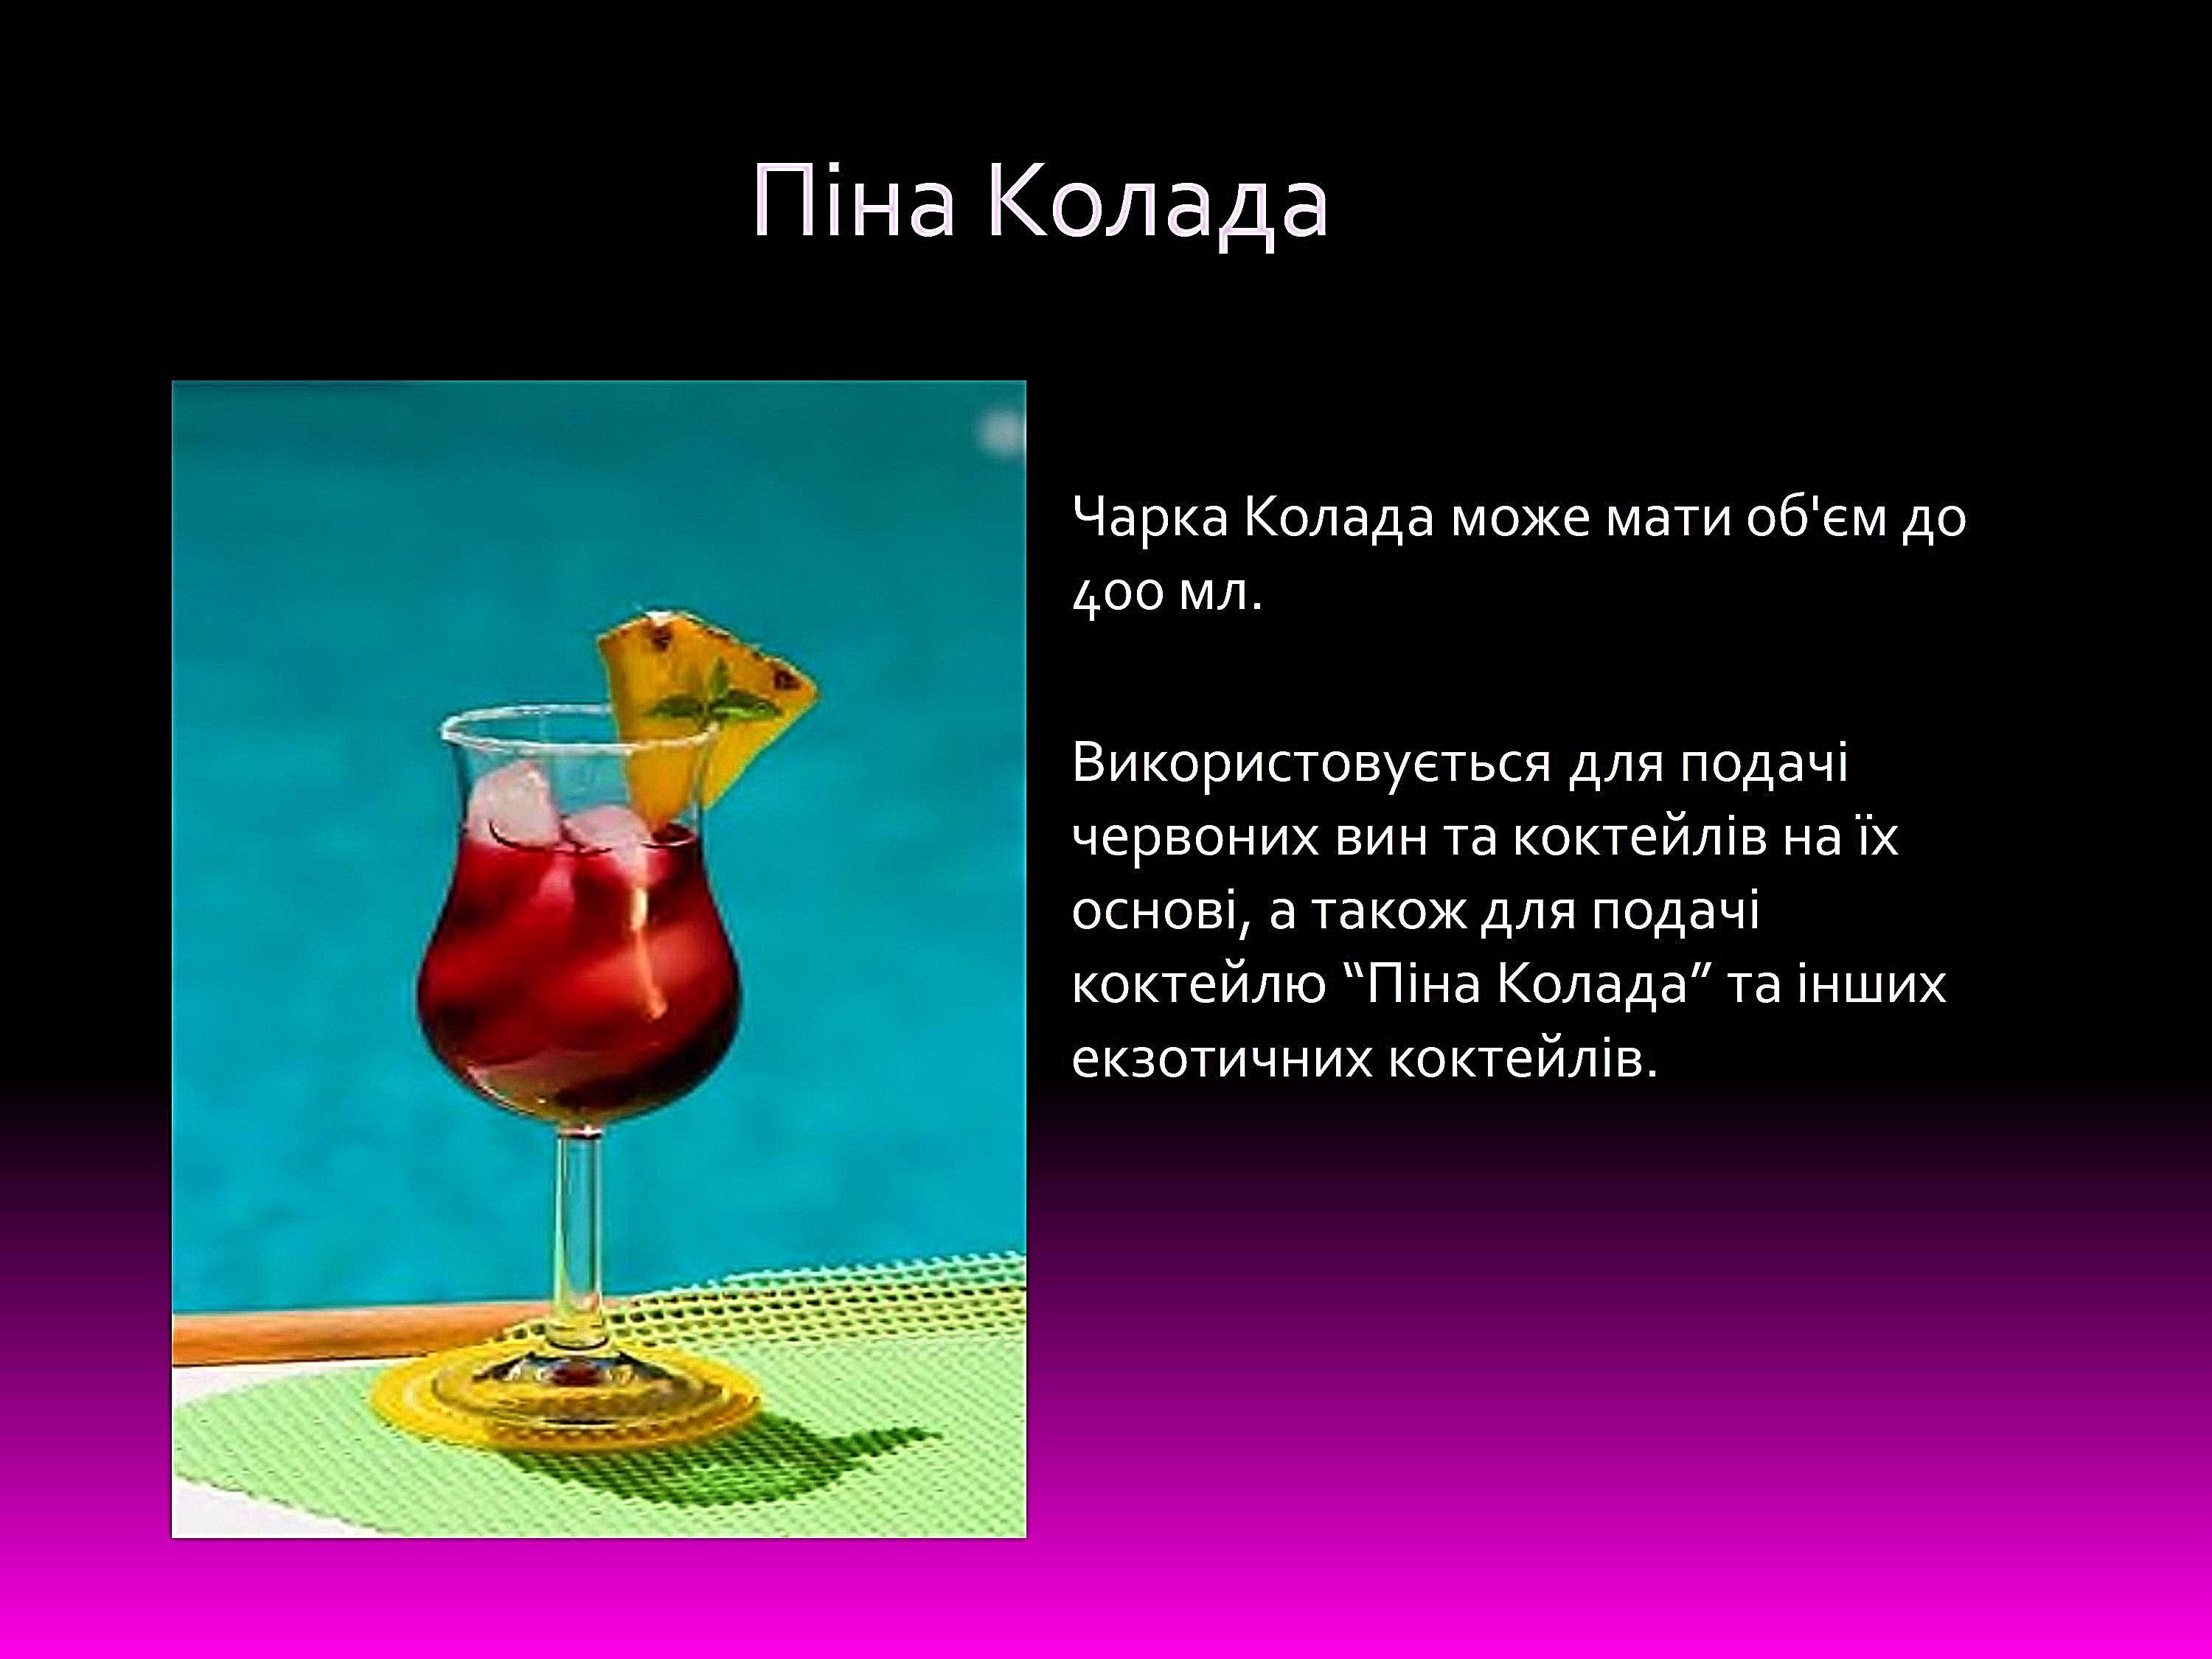 Піна Колада
Чарка Колада може мати об'єм до
400 мл.
Використовується для подачі
червоних вин та коктейлів на їх
основі, а також для подачі
коктейлю “Піна Колада” та інших
екзотичних коктейлів.